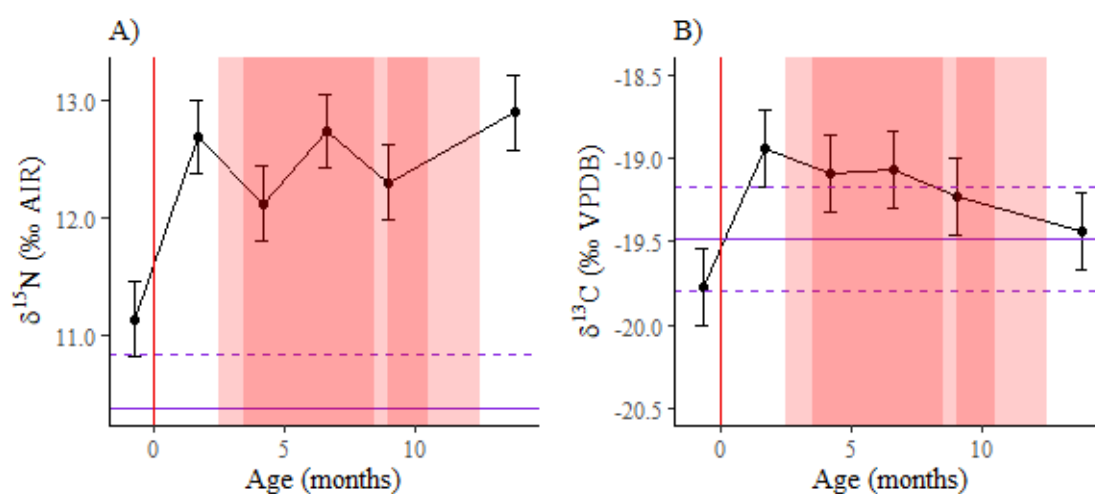 A)
13.0
12.0
11.0
δ¹⁵N (‰ AIR)
0
5
10
Age (months)
B)
-18.5
-19.0
-19.5
-20.0
-20.5
δ¹³C (‰ VPDB)
0
5
10
Age (months)